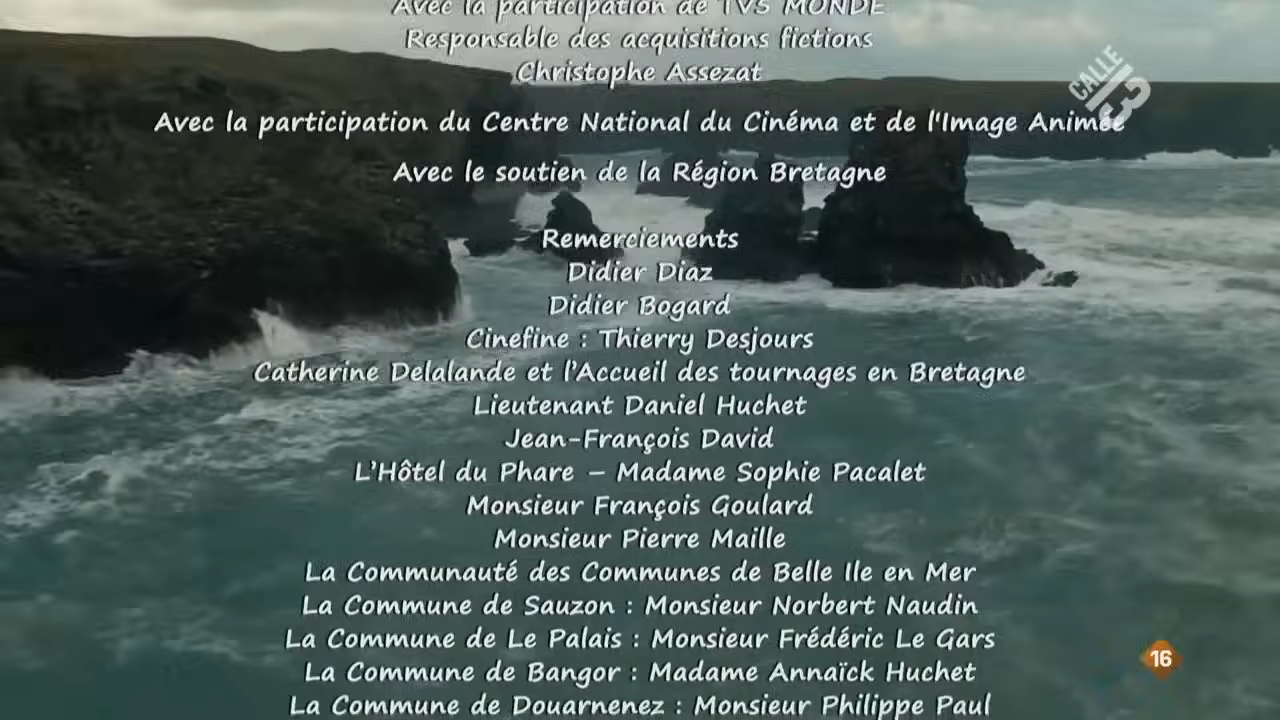 Avec la participation de TV5 MONDE
Responsable des acquisitions fictions
Christophe Assezat
CALLE 13
Avec la participation du Centre National du Cinéma et de l'Image Animée
Avec le soutien de la Région Bretagne
Remerciements
Didier Diaz
Didier Bogard
Cinefine : Thierry Desjours
Catherine Delalande et l’Accueil des tournages en Bretagne
Lieutenant Daniel Huchet
Jean-François David
L’Hôtel du Phare – Madame Sophie Pacalet
Monsieur François Goulard
Monsieur Pierre Maille
La Communauté des Communes de Belle Ile en Mer
La Commune de Sauzon : Monsieur Norbert Naudin
La Commune de Le Palais : Monsieur Frédéric Le Gars
16
La Commune de Bangor : Madame Annaïck Huchet
La Commune de Douarnenez : Monsieur Philippe Paul